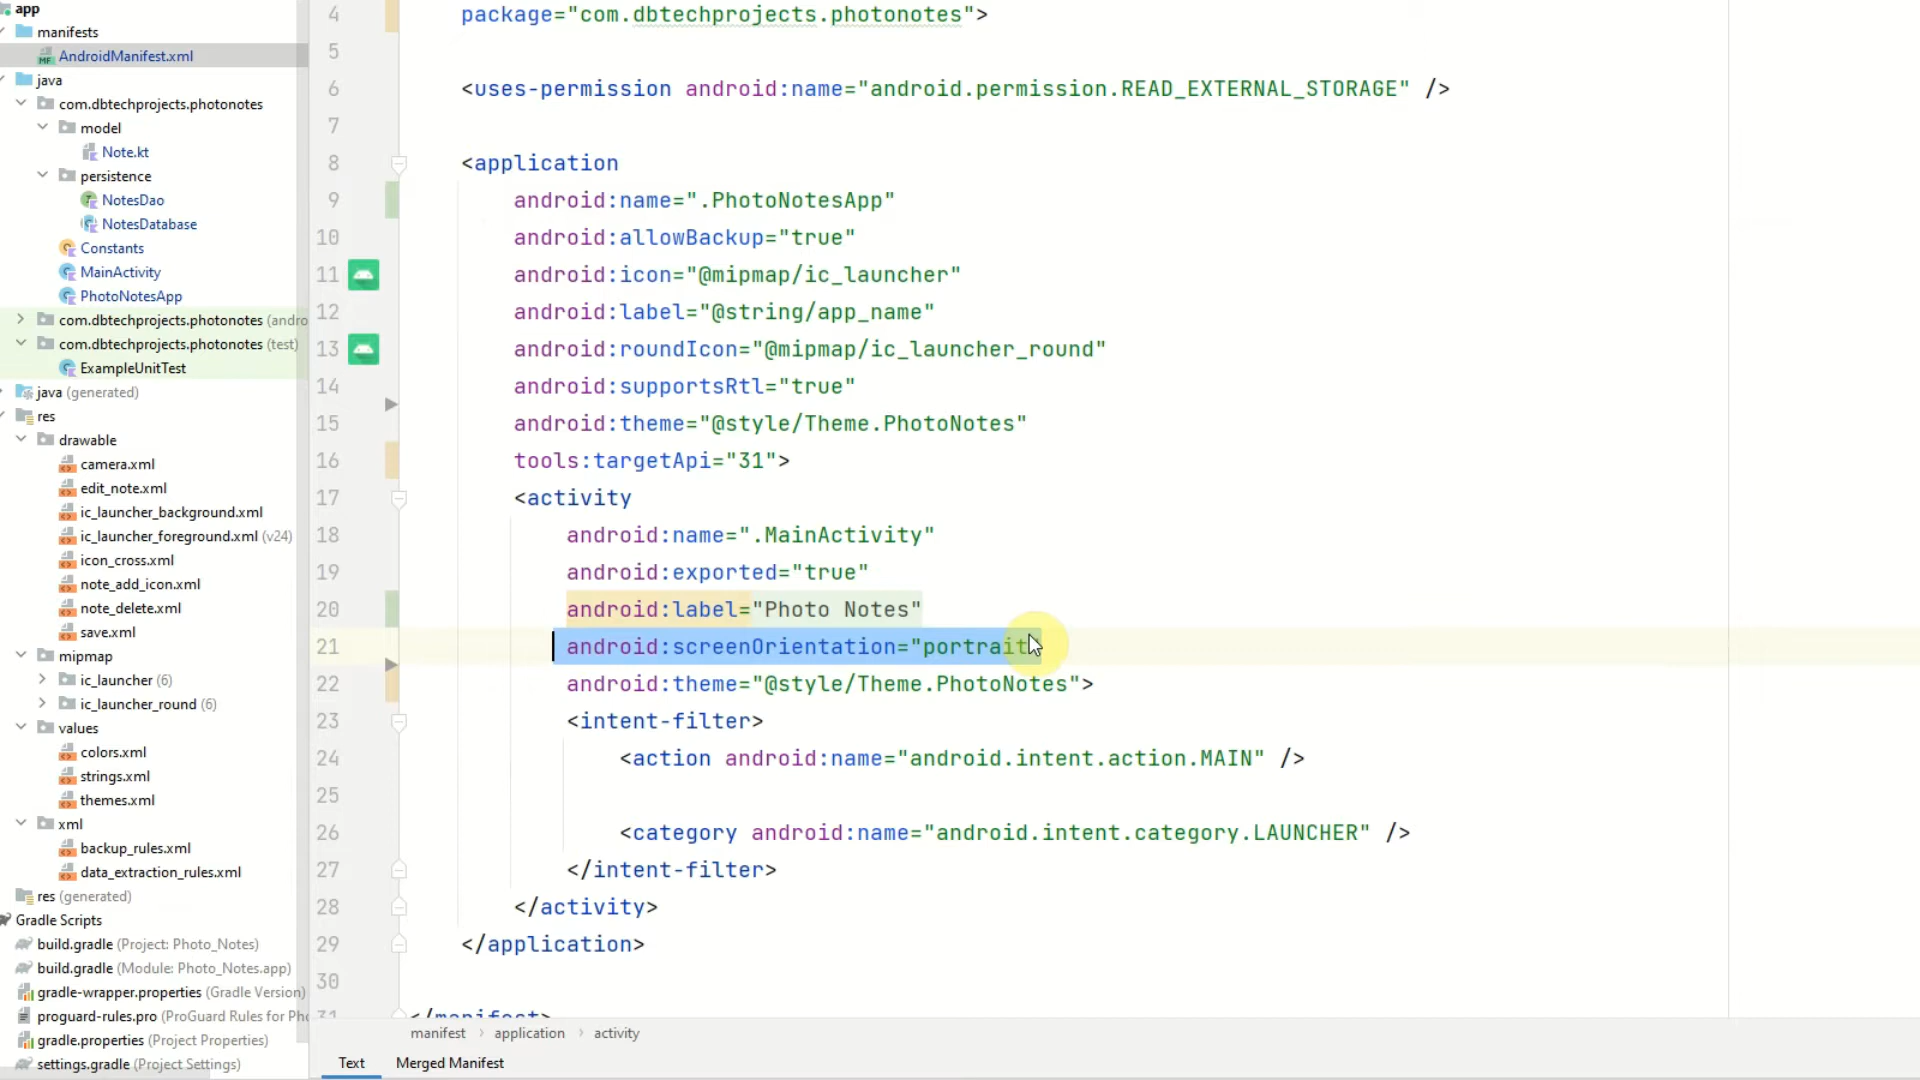 app
manifests
AndroidManifest.xml
java
com.dbtechprojects.photonotes
model
Note.kt
persistence
NotesDao
NotesDatabase
Constants
MainActivity
PhotoNotesApp
com.dbtechprojects.photonotes (andro
com.dbtechprojects.photonotes (test)
ExampleUnitTest
java (generated)
res
drawable
camera.xml
edit_note.xml
ic_launcher_background.xml
ic_launcher_foreground.xml (v24)
icon_cross.xml
note_add_icon.xml
note_delete.xml
save.xml
mipmap
ic_launcher (6)
ic_launcher_round (6)
values
colors.xml
strings.xml
themes.xml
xml
backup_rules.xml
data_extraction_rules.xml
res (generated)
Gradle Scripts
build.gradle (Project: Photo_Notes)
build.gradle (Module: Photo_Notes.app)
gradle-wrapper.properties (Gradle Version)
proguard-rules.pro (ProGuard Rules for Pho
gradle.properties (Project Properties)
settings.gradle (Project Settings)
4 package="com.dbtechprojects.photonotes">
5
6 <uses-permission android:name="android.permission.READ_EXTERNAL_STORAGE" />
7
8 <application
9 android:name=".PhotoNotesApp"
10 android:allowBackup="true"
11 android:icon="@mipmap/ic_launcher"
12 android:label="@string/app_name"
13 android:roundIcon="@mipmap/ic_launcher_round"
14 android:supportsRtl="true"
15 android:theme="@style/Theme.PhotoNotes"
16 tools:targetApi="31">
17 <activity
18 android:name=".MainActivity"
19 android:exported="true"
20 android:label="Photo Notes"
21 android:screenOrientation="portrait"
22 android:theme="@style/Theme.PhotoNotes">
23 <intent-filter>
24 <action android:name="android.intent.action.MAIN" />
25
26 <category android:name="android.intent.category.LAUNCHER" />
27 </intent-filter>
28 </activity>
29 </application>
30
31 </manifest>
manifest › application › activity
Text Merged Manifest